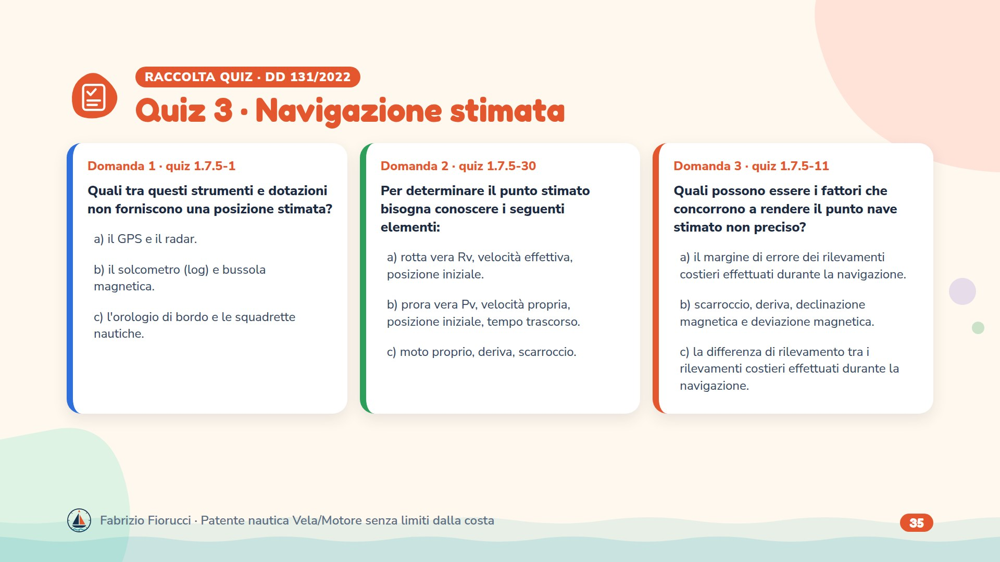 RACCOLTA QUIZ · DD 131/2022
Quiz 3 · Navigazione stimata
Domanda 1 · quiz 1.7.5-1
Quali tra questi strumenti e dotazioni
non forniscono una posizione stimata?
a) il GPS e il radar.
b) il solcometro (log) e bussola
magnetica.
c) l'orologio di bordo e le squadrette
nautiche.
Domanda 2 · quiz 1.7.5-30
Per determinare il punto stimato
bisogna conoscere i seguenti
elementi:
a) rotta vera Rv, velocità effettiva,
posizione iniziale.
b) prora vera Pv, velocità propria,
posizione iniziale, tempo trascorso.
c) moto proprio, deriva, scarroccio.
Domanda 3 · quiz 1.7.5-11
Quali possono essere i fattori che
concorrono a rendere il punto nave
stimato non preciso?
a) il margine di errore dei rilevamenti
costieri effettuati durante la navigazione.
b) scarroccio, deriva, declinazione
magnetica e deviazione magnetica.
c) la differenza di rilevamento tra i
rilevamenti costieri effettuati durante la
navigazione.
Fabrizio Fiorucci · Patente nautica Vela/Motore senza limiti dalla costa
35